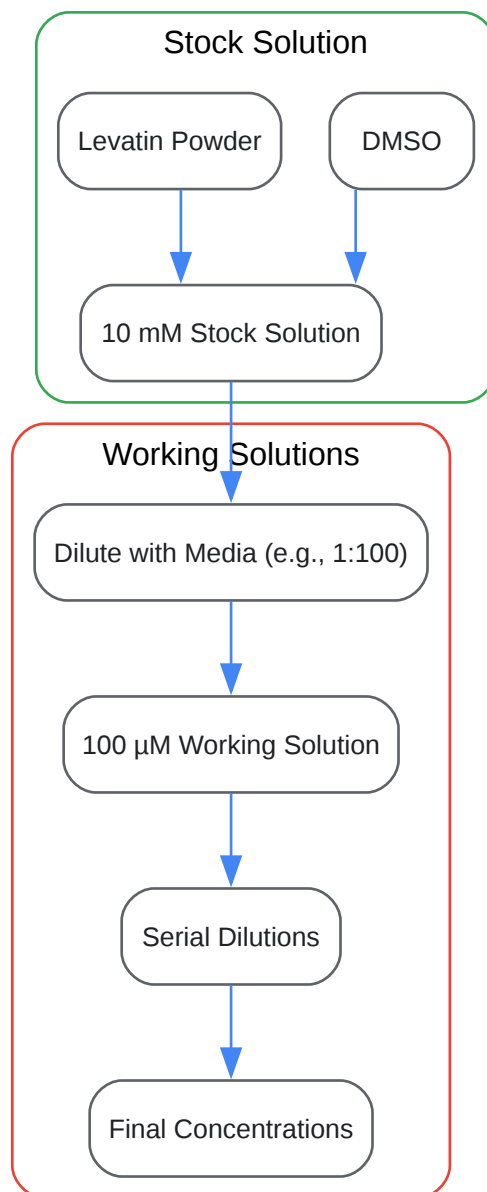 Stock Solution
Levatin Powder
DMSO
10 mM Stock Solution
Working Solutions
Dilute with Media (e.g., 1:100)
100 µM Working Solution
Serial Dilutions
Final Concentrations